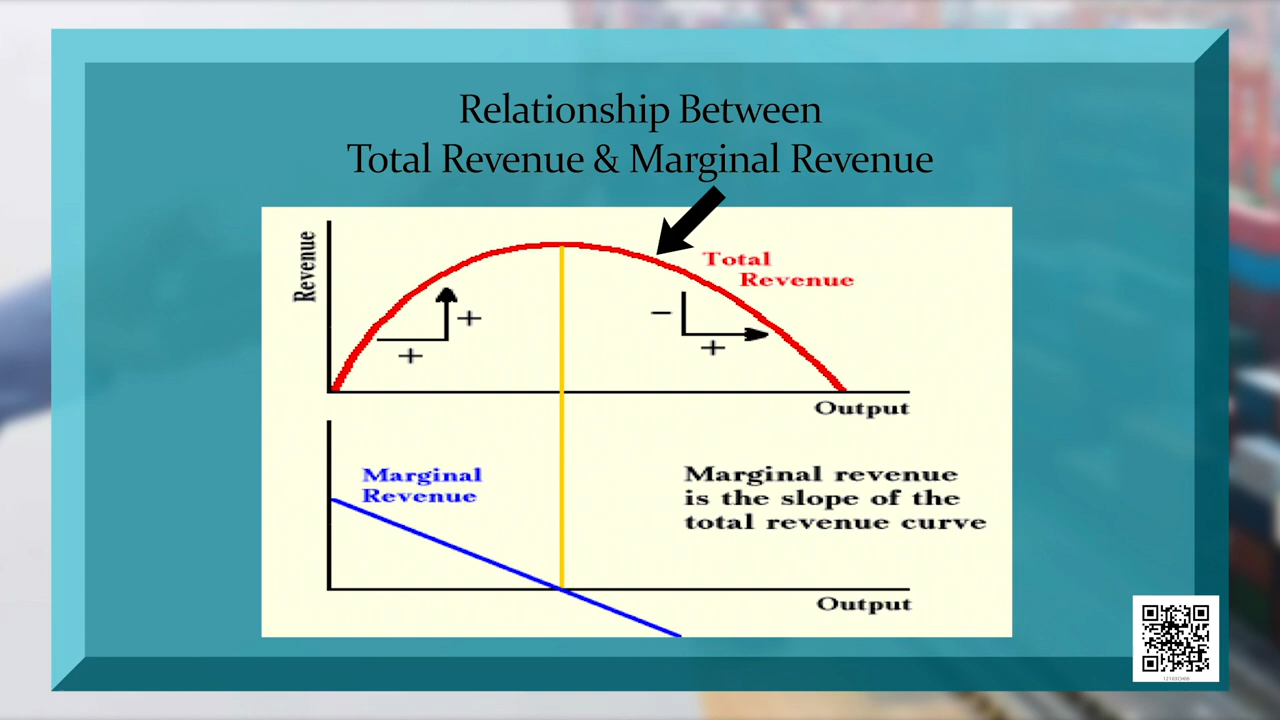 Relationship Between
Total Revenue & Marginal Revenue
Revenue
Total
Revenue
+
+
−
+
Output
Marginal
Revenue
Marginal revenue
is the slope of the
total revenue curve
Output